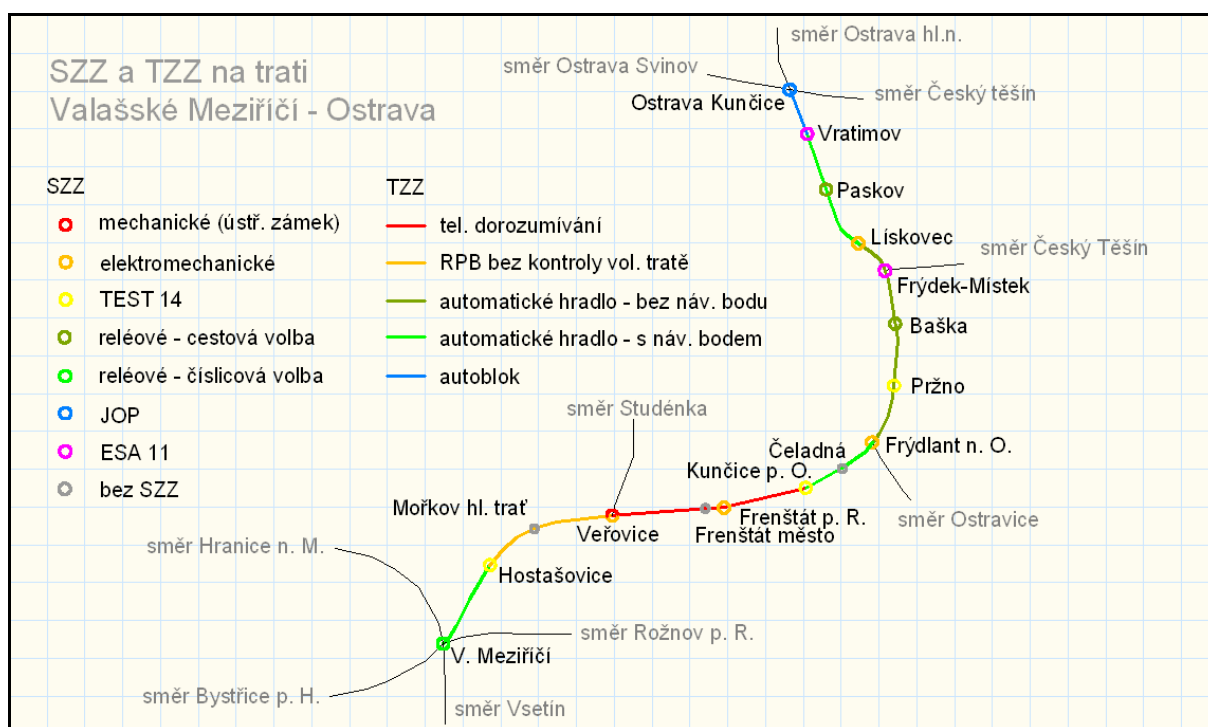 SZZ a TZZ na trati
Valašské Meziříčí - Ostrava
směr Ostrava hl.n.
směr Ostrava Svinov
směr Český těšín
Ostrava Kunčice
Vratimov
Paskov
Lískovec
směr Český Těšín
Frýdek-Místek
Baška
Pržno
Frýdlant n. O.
Čeladná
Kunčice p. O.
směr Ostravice
Frenštát p. R.
Frenštát město
směr Studénka
Veřovice
Mořkov hl. trať
Hostašovice
směr Hranice n. M.
směr Rožnov p. R.
V. Meziříčí
směr Bystřice p. H.
směr Vsetín
SZZ
mechanické (ústř. zámek)
elektromechanické
TEST 14
reléové - cestová volba
reléové - číslicová volba
JOP
ESA 11
bez SZZ
TZZ
tel. dorozumívání
RPB bez kontroly vol. tratě
automatické hradlo - bez náv. bodu
automatické hradlo - s náv. bodem
autoblok